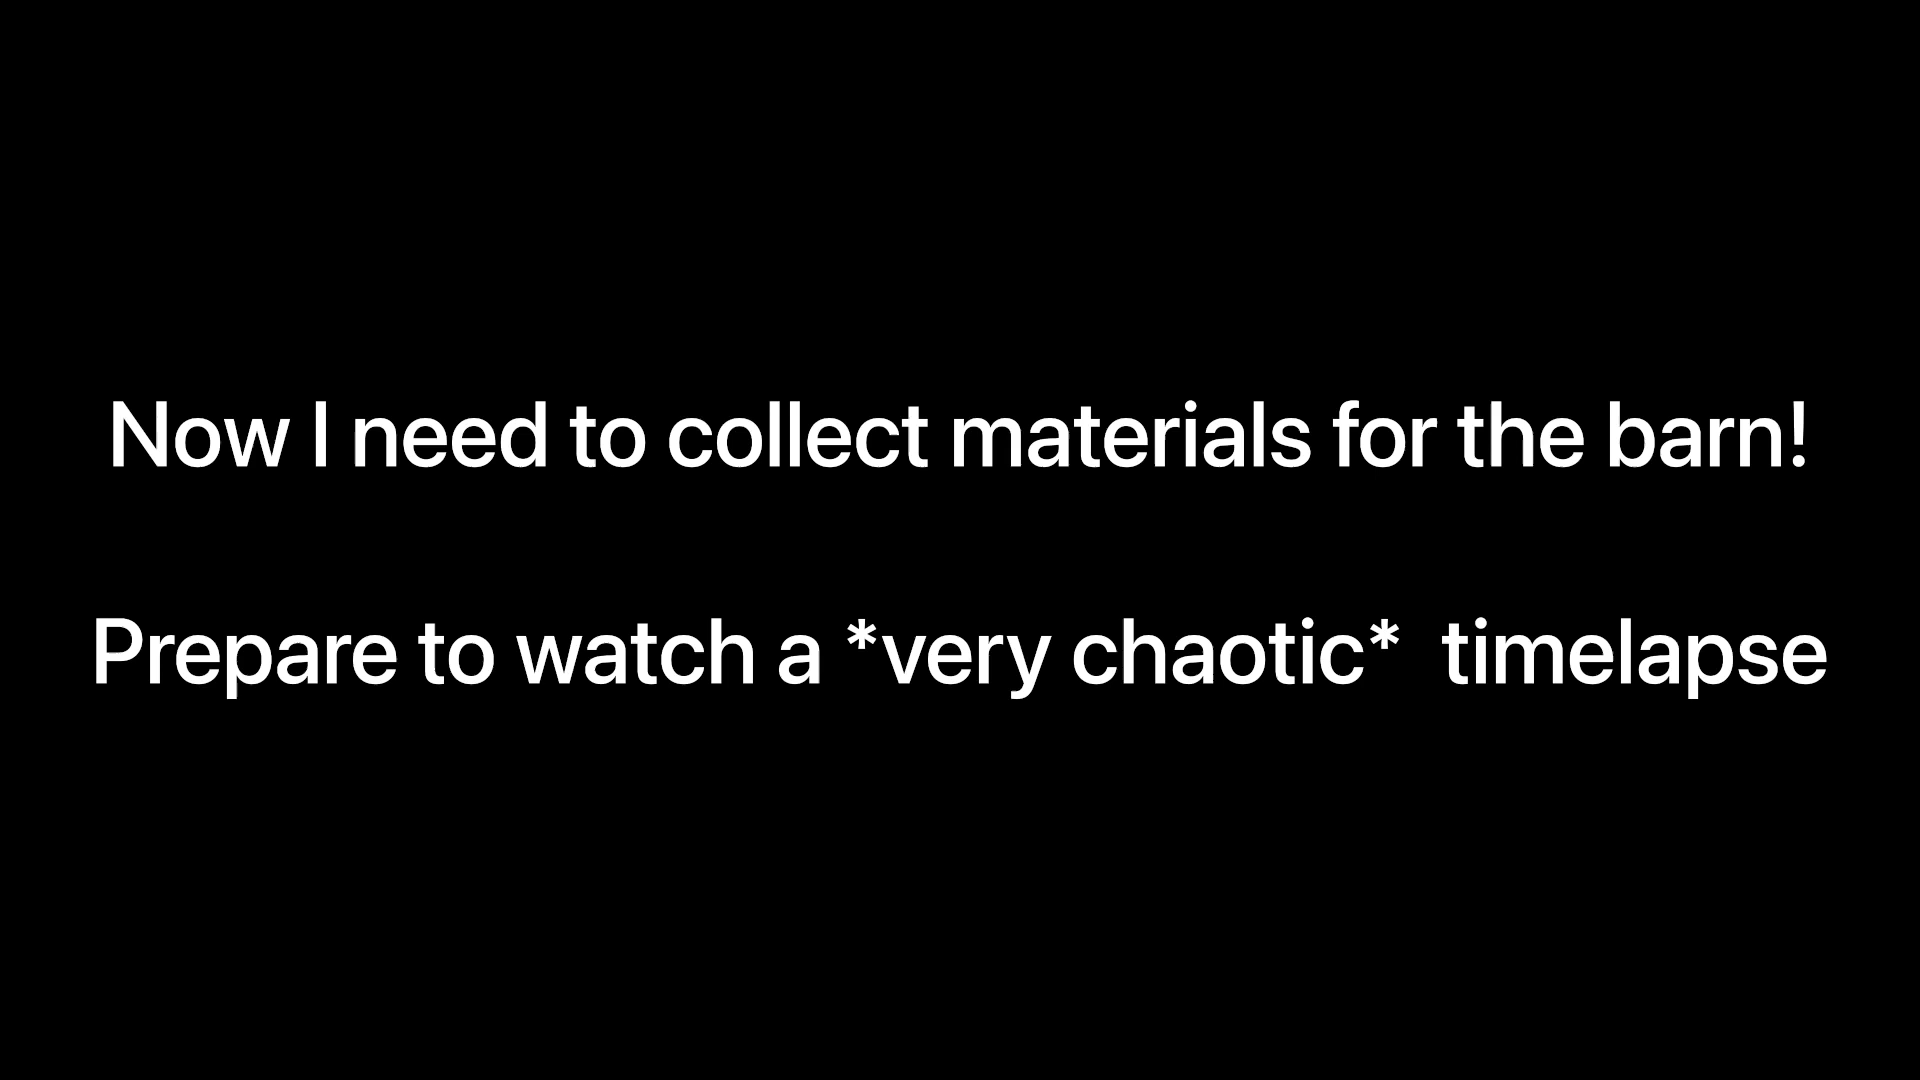 Now I need to collect materials for the barn!
Prepare to watch a *very chaotic*  timelapse